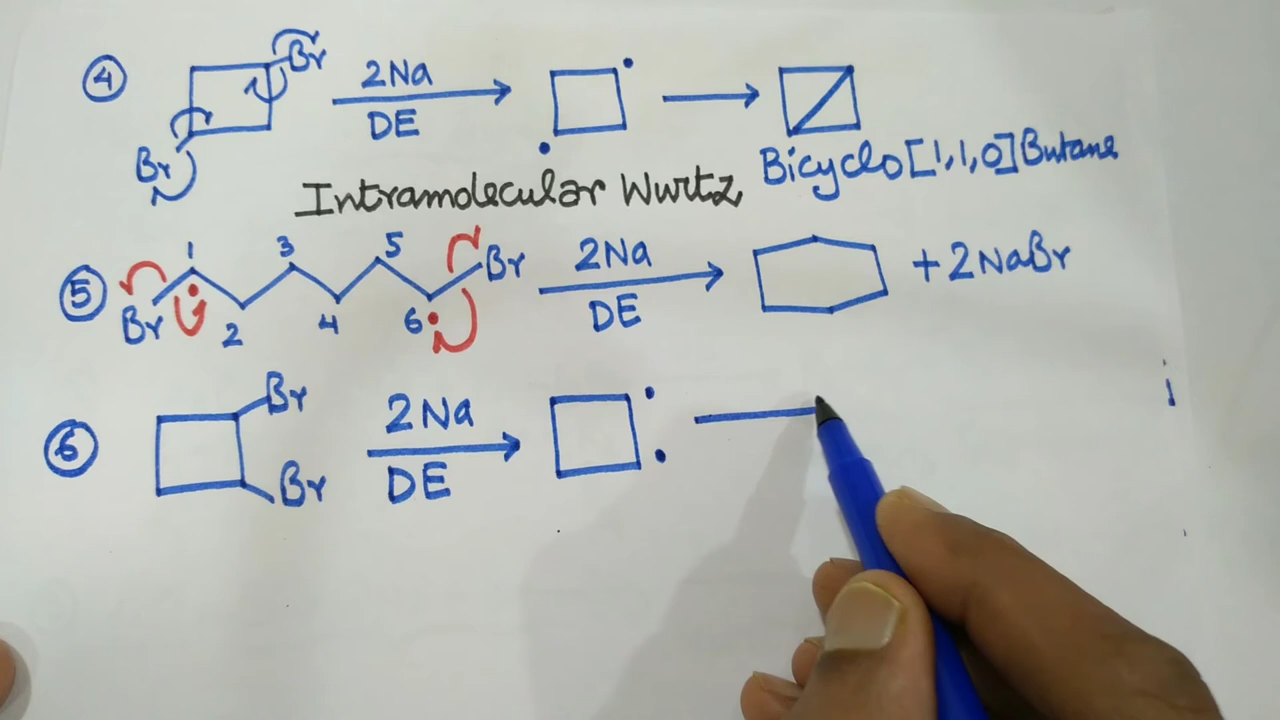 ④ Br 2Na
DE
Br Bicyclo[1,1,0]Butane
Intramolecular Wurtz
⑤ Br 1 2 3 4 5 6 Br 2Na + 2NaBr
DE
⑥ Br 2Na
Br DE